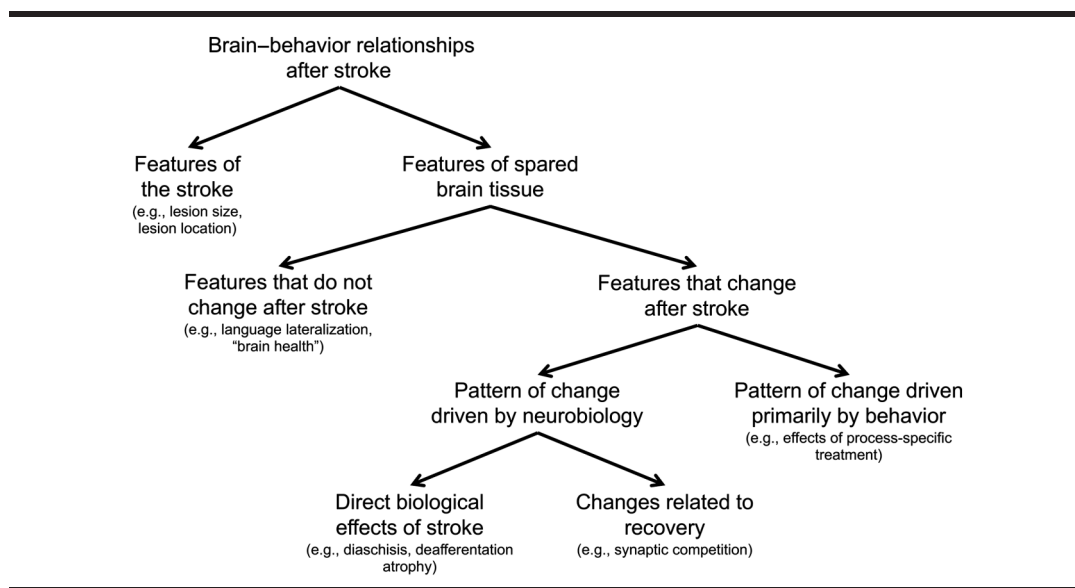 Brain–behavior relationships
after stroke
Features of
the stroke
(e.g., lesion size,
lesion location)
Features of spared
brain tissue
Features that do not
change after stroke
(e.g., language lateralization,
“brain health”)
Features that change
after stroke
Pattern of change
driven by neurobiology
Pattern of change driven
primarily by behavior
(e.g., effects of process-specific
treatment)
Direct biological
effects of stroke
(e.g., diaschisis, deafferentation
atrophy)
Changes related to
recovery
(e.g., synaptic competition)